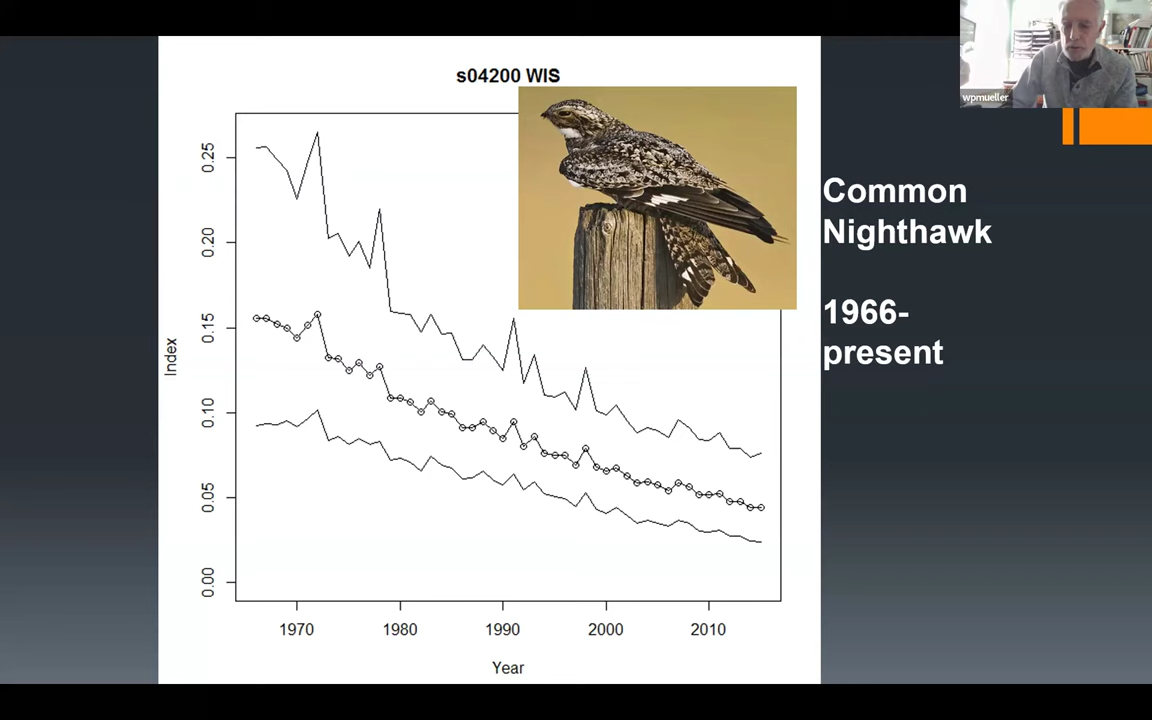 s04200 WIS
wpmueller
Common
Nighthawk
1966-
present
0.25
0.20
0.15
0.10
0.05
0.00
Index
1970 1980 1990 2000 2010
Year